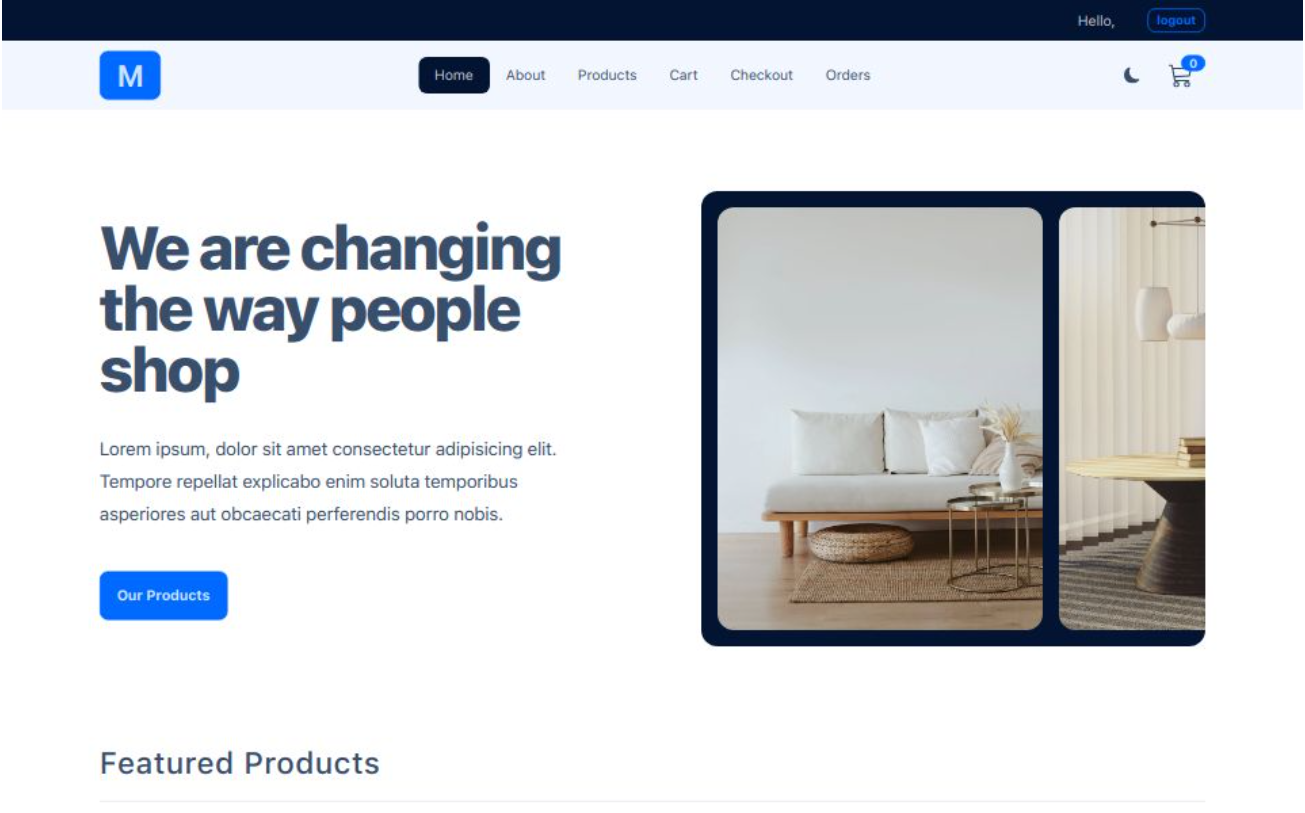 Hello,
logout
M
Home About Products Cart Checkout Orders
0
We are changing
the way people
shop
Lorem ipsum, dolor sit amet consectetur adipisicing elit.
Tempore repellat explicabo enim soluta temporibus
asperiores aut obcaecati perferendis porro nobis.
Our Products
Featured Products